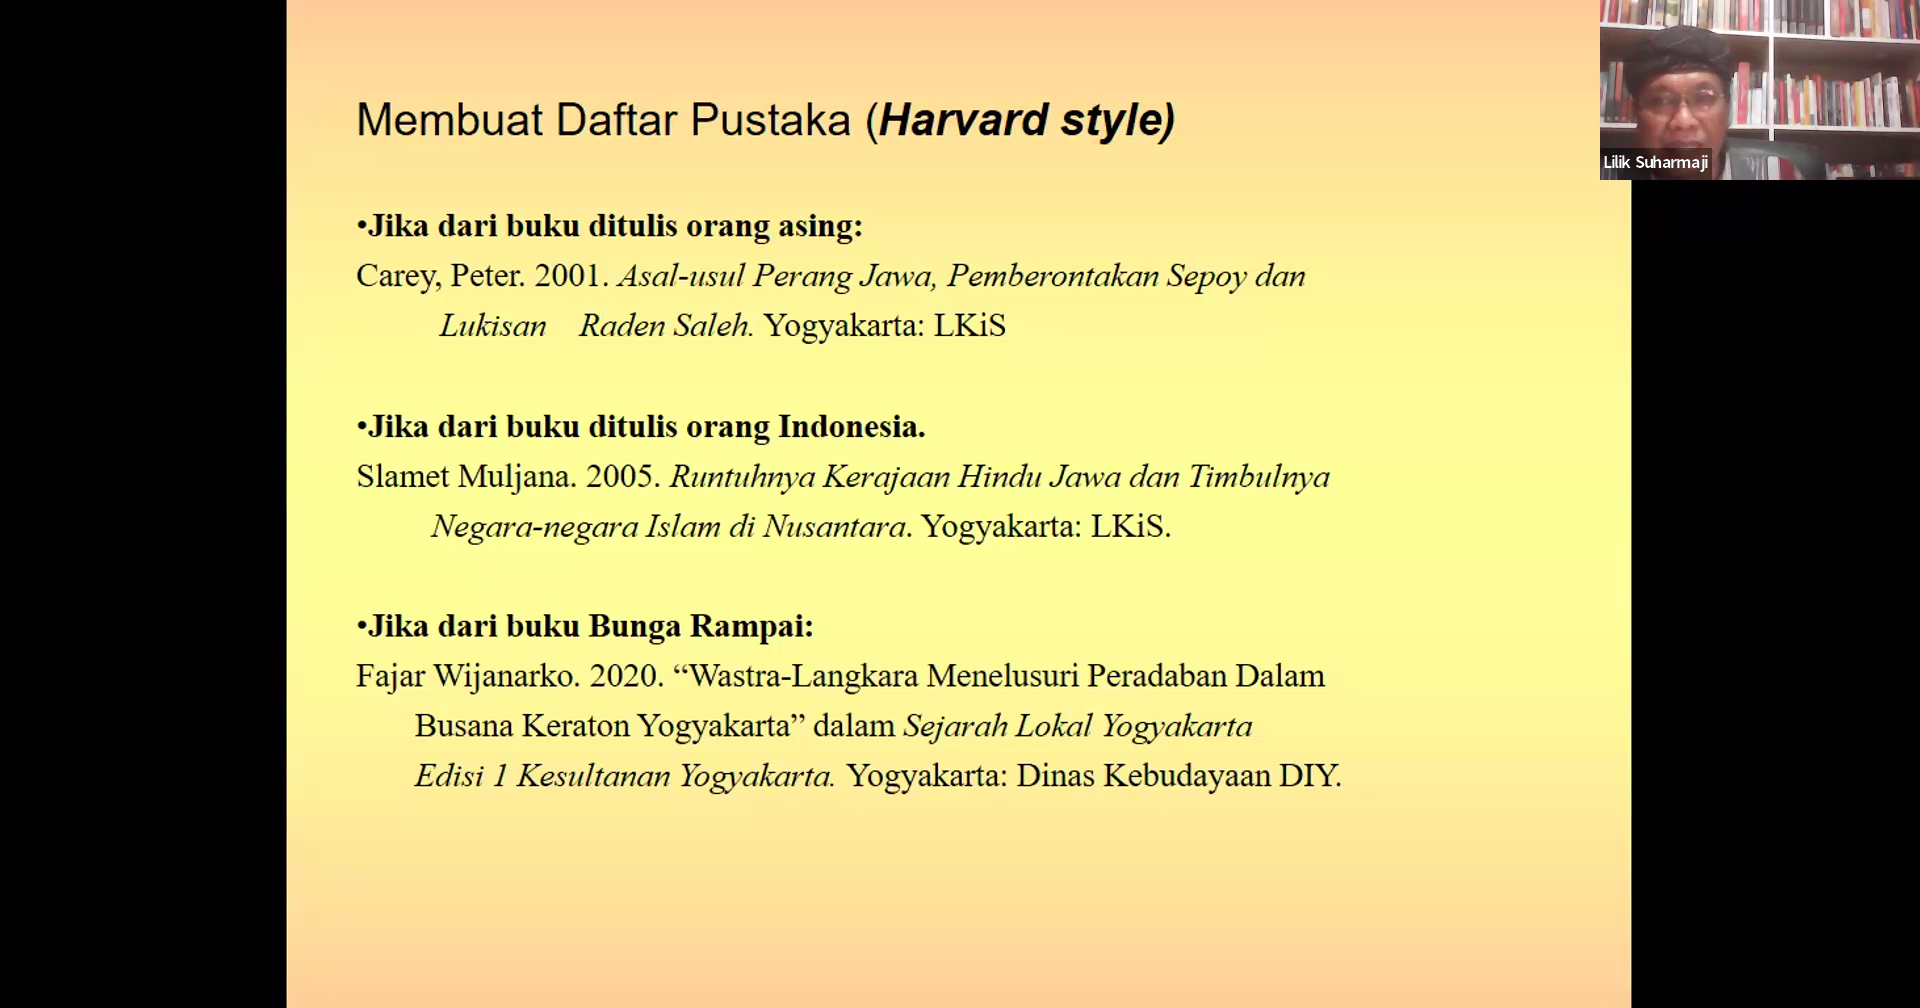 Membuat Daftar Pustaka (Harvard style)
Lilik Suharmaji
•Jika dari buku ditulis orang asing:
Carey, Peter. 2001. Asal-usul Perang Jawa, Pemberontakan Sepoy dan
Lukisan Raden Saleh. Yogyakarta: LKiS
•Jika dari buku ditulis orang Indonesia.
Slamet Muljana. 2005. Runtuhnya Kerajaan Hindu Jawa dan Timbulnya
Negara-negara Islam di Nusantara. Yogyakarta: LKiS.
•Jika dari buku Bunga Rampai:
Fajar Wijanarko. 2020. “Wastra-Langkara Menelusuri Peradaban Dalam
Busana Keraton Yogyakarta” dalam Sejarah Lokal Yogyakarta
Edisi 1 Kesultanan Yogyakarta. Yogyakarta: Dinas Kebudayaan DIY.